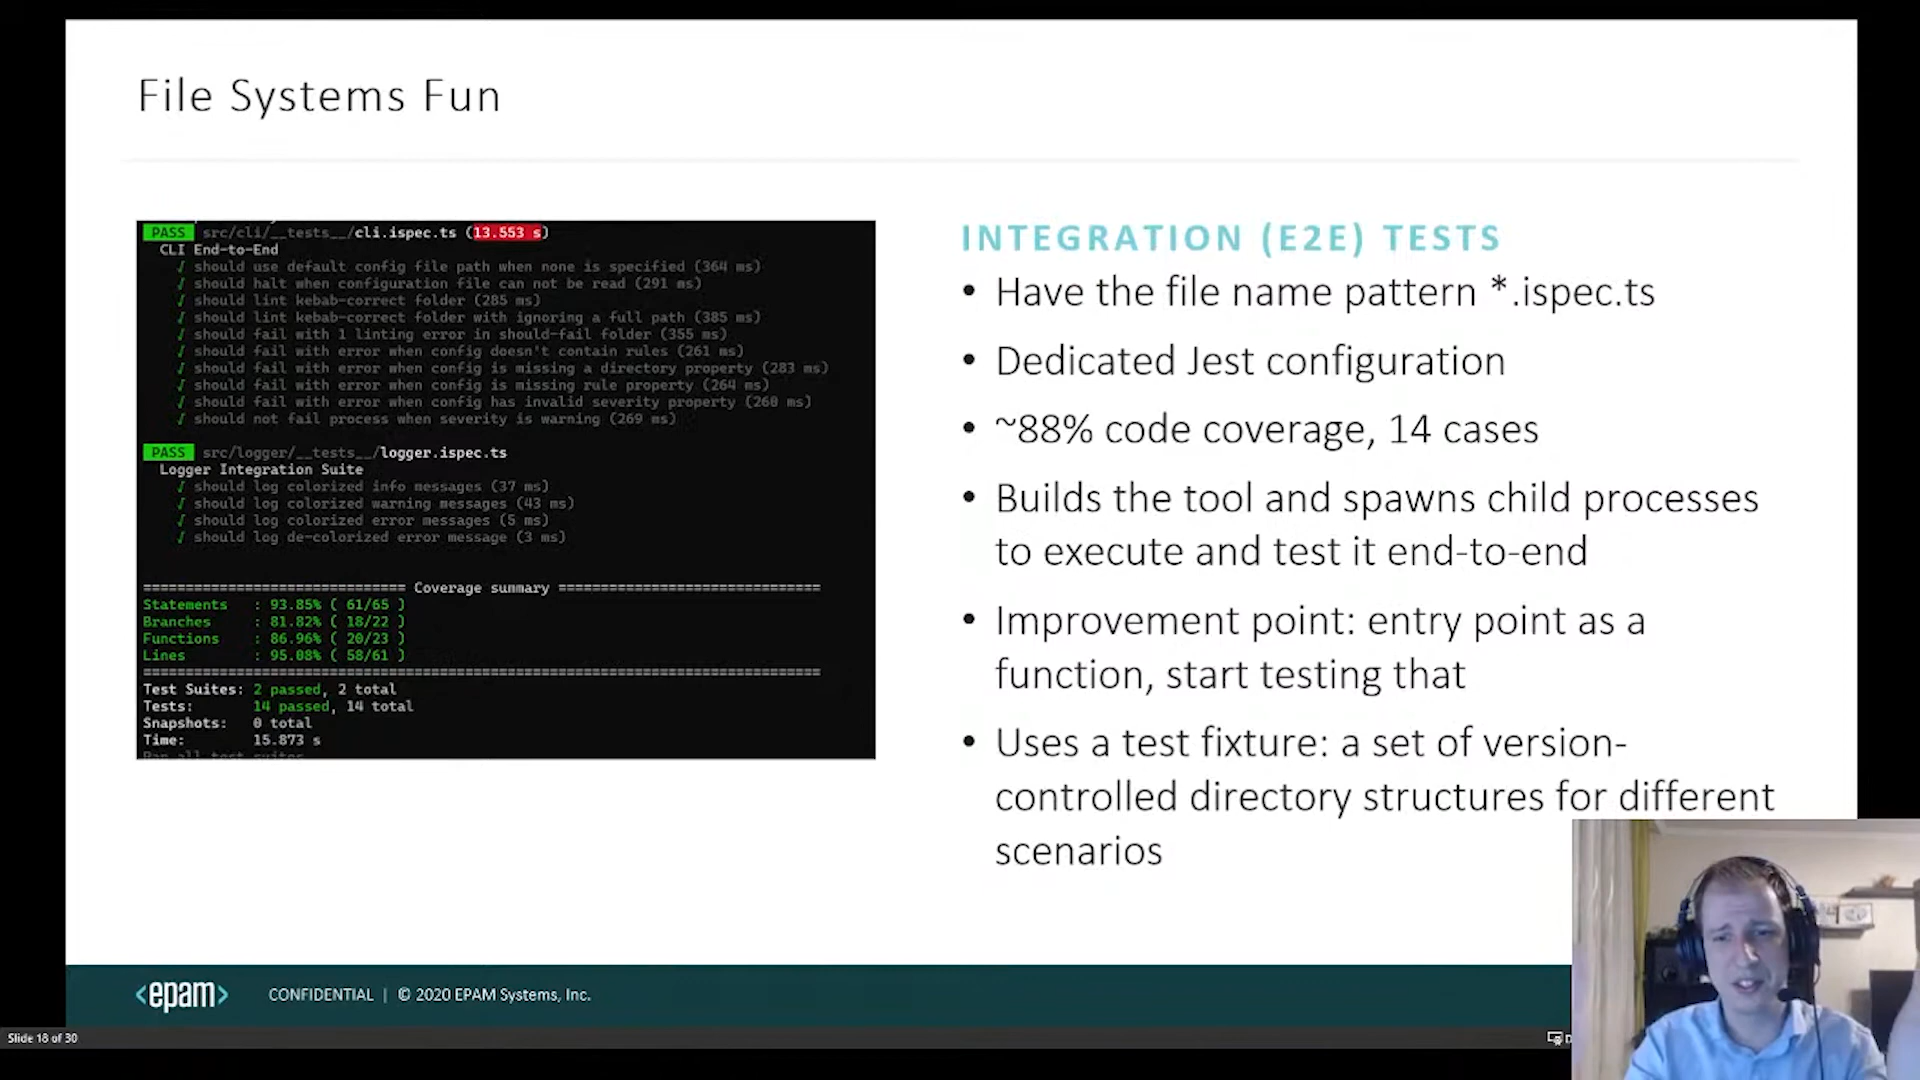 File Systems Fun
PASS src/cli/__tests__/cli.ispec.ts (13.553 s)
CLI End-to-End
√ should use default config file path when none is specified (364 ms)
√ should halt when configuration file can not be read (291 ms)
√ should lint kebab-correct folder (285 ms)
√ should lint kebab-correct folder with ignoring a full path (385 ms)
√ should fail with 1 linting error in should-fail folder (355 ms)
√ should fail with error when config doesn't contain rules (261 ms)
√ should fail with error when config is missing a directory property (283 ms)
√ should fail with error when config is missing rule property (264 ms)
√ should fail with error when config has invalid severity property (260 ms)
√ should not fail process when severity is warning (269 ms)
PASS src/logger/__tests__/logger.ispec.ts
Logger Integration Suite
√ should log colorized info messages (37 ms)
√ should log colorized warning messages (43 ms)
√ should log colorized error messages (5 ms)
√ should log de-colorized error message (3 ms)
=============================== Coverage summary ===============================
Statements : 93.85% ( 61/65 )
Branches : 81.82% ( 18/22 )
Functions : 86.96% ( 20/23 )
Lines : 95.08% ( 58/61 )
================================================================================
Test Suites: 2 passed, 2 total
Tests: 14 passed, 14 total
Snapshots: 0 total
Time: 15.873 s
INTEGRATION (E2E) TESTS
• Have the file name pattern *.ispec.ts
• Dedicated Jest configuration
• ~88% code coverage, 14 cases
• Builds the tool and spawns child processes
to execute and test it end-to-end
• Improvement point: entry point as a
function, start testing that
• Uses a test fixture: a set of version-
controlled directory structures for different
scenarios
<epam> CONFIDENTIAL | © 2020 EPAM Systems, Inc.
Slide 18 of 30